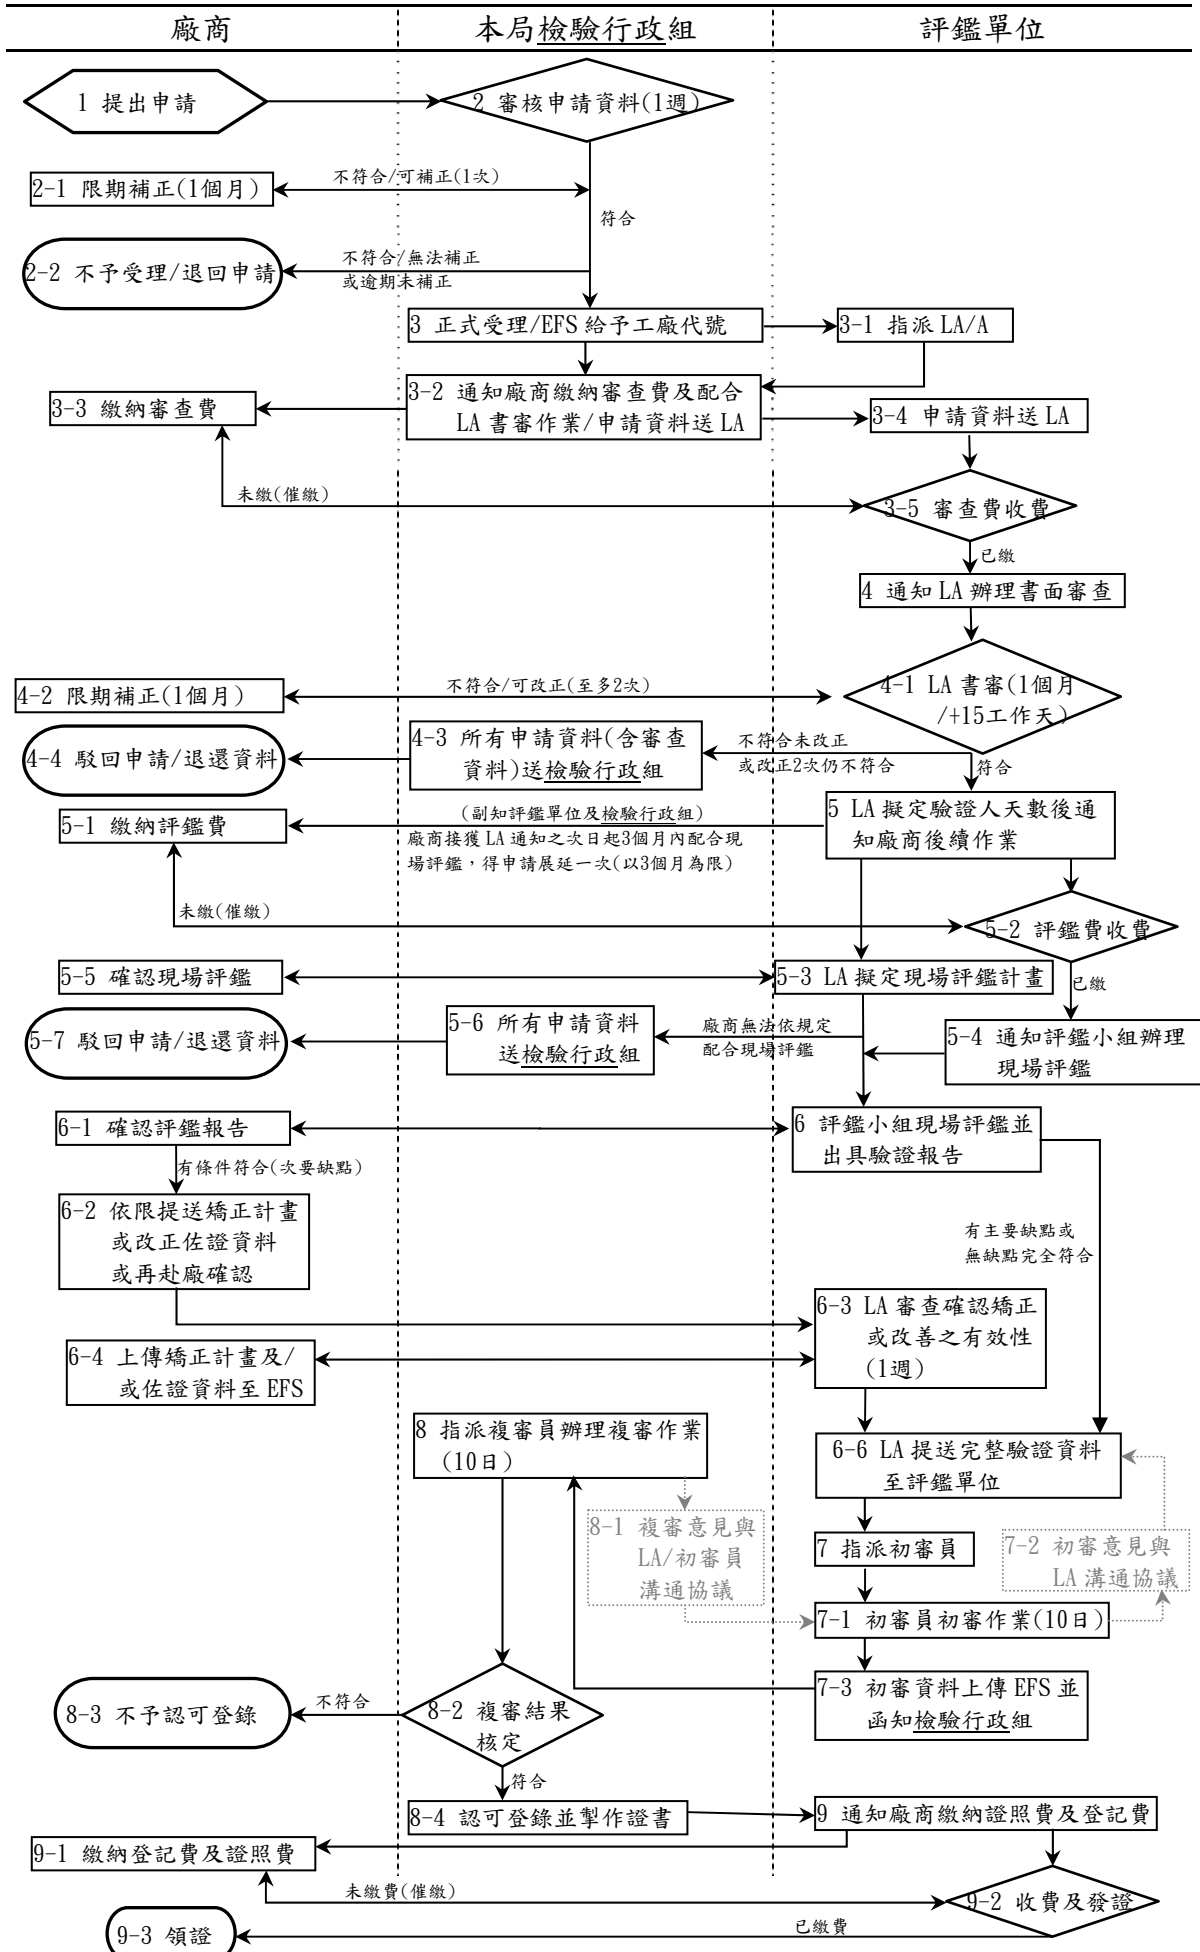 廠商
本局檢驗行政組
評鑑單位
1 提出申請
2 審核申請資料(1週)
2-1 限期補正(1個月)
不符合/可補正(1次)
符合
2-2 不予受理/退回申請
不符合/無法補正
或逾期未補正
3 正式受理/EFS 給予工廠代號
3-1 指派 LA/A
3-2 通知廠商繳納審查費及配合
LA 書審作業/申請資料送 LA
3-3 繳納審查費
3-4 申請資料送 LA
未繳(催繳)
3-5 審查費收費
已繳
4 通知 LA 辦理書面審查
4-1 LA 書審(1個月
/+15工作天)
4-2 限期補正(1個月)
不符合/可改正(至多2次)
4-3 所有申請資料(含審查
資料)送檢驗行政組
不符合未改正
或改正2次仍不符合
符合
4-4 駁回申請/退還資料
5 LA 擬定驗證人天數後通
知廠商後續作業
5-1 繳納評鑑費
(副知評鑑單位及檢驗行政組)
廠商接獲 LA 通知之次日起3個月內配合現
場評鑑，得申請展延一次(以3個月為限)
未繳(催繳)
5-2 評鑑費收費
已繳
5-5 確認現場評鑑
5-3 LA 擬定現場評鑑計畫
5-7 駁回申請/退還資料
5-6 所有申請資料
送檢驗行政組
廠商無法依規定
配合現場評鑑
5-4 通知評鑑小組辦理
現場評鑑
6-1 確認評鑑報告
6 評鑑小組現場評鑑並
出具驗證報告
有條件符合(次要缺點)
6-2 依限提送矯正計畫
或改正佐證資料
或再赴廠確認
有主要缺點或
無缺點完全符合
6-3 LA 審查確認矯正
或改善之有效性
(1週)
6-4 上傳矯正計畫及/
或佐證資料至 EFS
8 指派複審員辦理複審作業
(10日)
6-6 LA 提送完整驗證資料
至評鑑單位
8-1 複審意見與
LA/初審員
溝通協議
7 指派初審員
7-2 初審意見與
LA 溝通協議
7-1 初審員初審作業(10日)
7-3 初審資料上傳 EFS 並
函知檢驗行政組
8-3 不予認可登錄
不符合
8-2 複審結果
核定
符合
8-4 認可登錄並掣作證書
9 通知廠商繳納證照費及登記費
9-1 繳納登記費及證照費
未繳費(催繳)
9-2 收費及發證
已繳費
9-3 領證